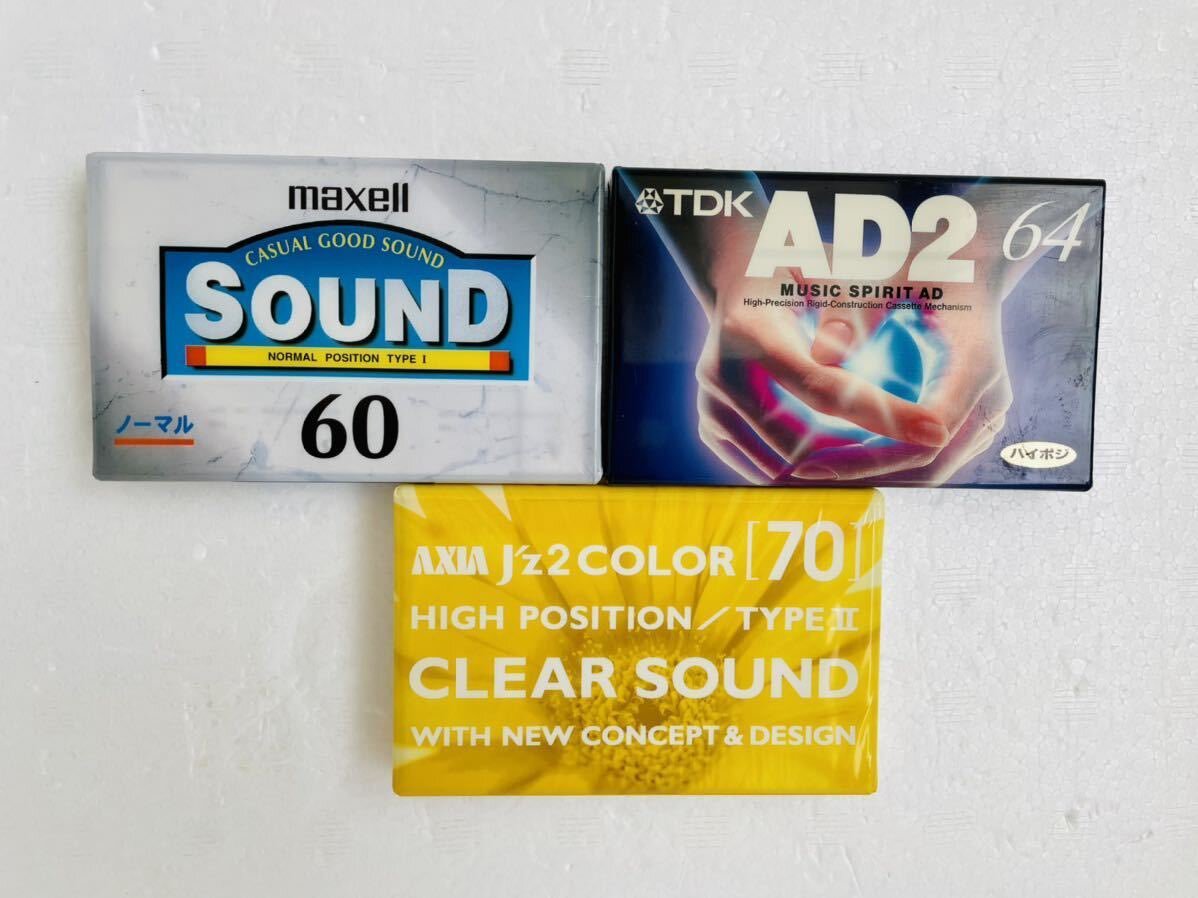 maxell
CASUAL GOOD SOUND
SOUND
NORMAL POSITION TYPE I
ノーマル
60
TDK
AD2
64
MUSIC SPIRIT AD
High-Precision Rigid-Construction Cassette Mechanism
ハイポジ
AXIA J'z2 COLOR [70]
HIGH POSITION／TYPE II
CLEAR SOUND
WITH NEW CONCEPT & DESIGN